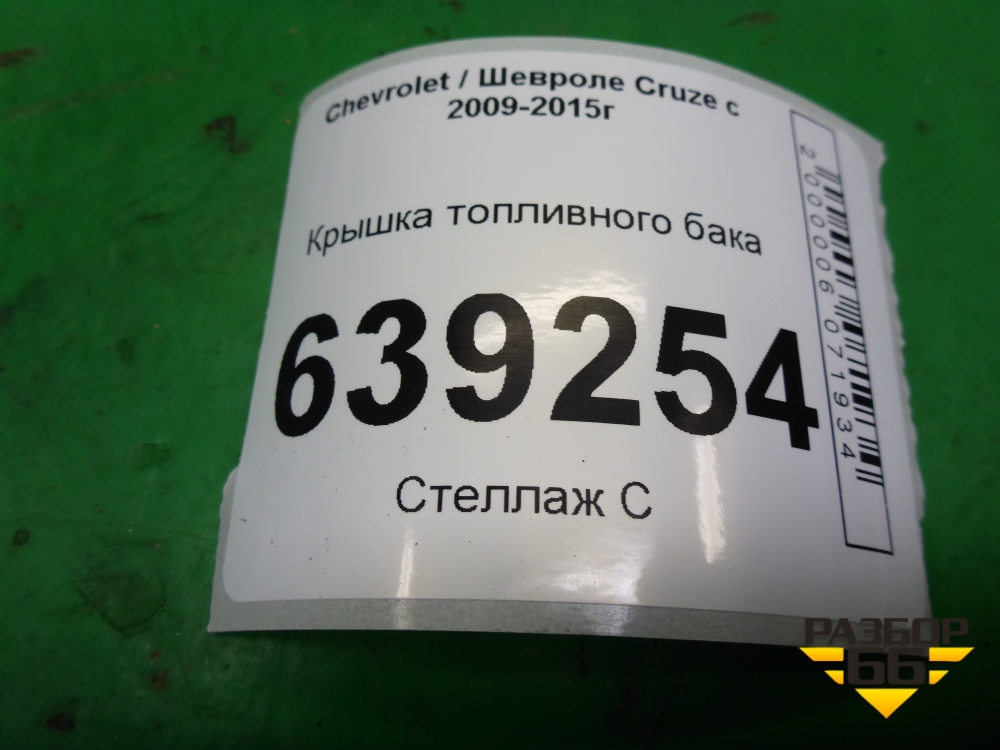 Chevrolet / Шевроле Cruze с
2009-2015г
Крышка топливного бака
639254
Стеллаж С
2000006071934
РАЗБОР
66